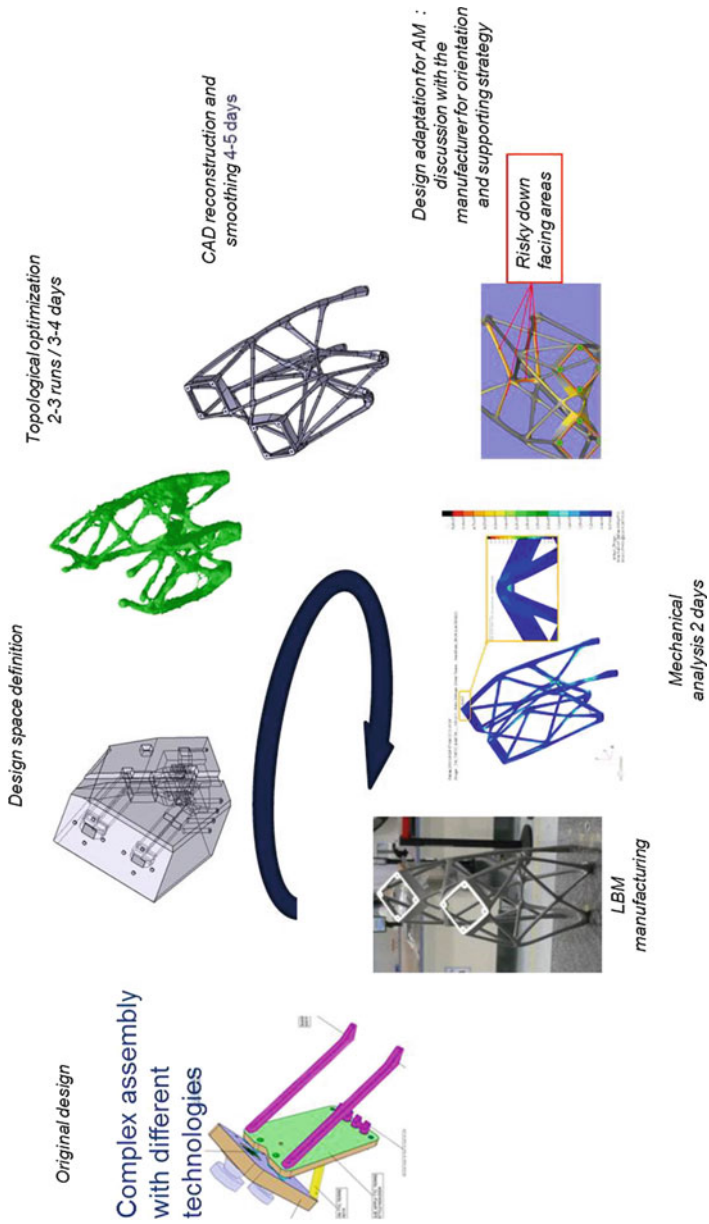 Original design
Complex assembly
with different
technologies
Design space definition
Topological optimization
2-3 runs / 3-4 days
CAD reconstruction and
smoothing 4-5 days
Design adaptation for AM :
discussion with the
manufacturer for orientation
and supporting strategy
Risky down
facing areas
Mechanical
analysis 2 days
LBM
manufacturing